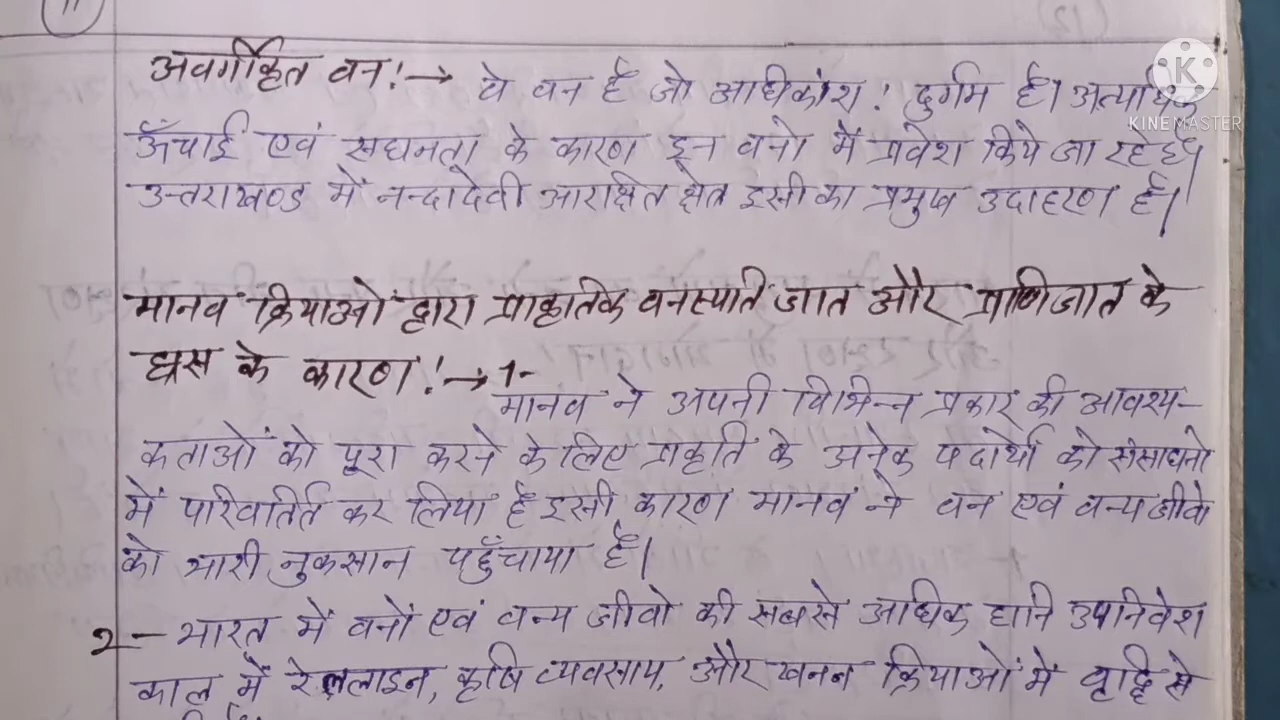 11
(12)
अवर्गीकृत वन!→ ये वन हैं जो अधिकांश! दुर्गम हैं। अत्याधिक
ऊँचाई एवं सघनता के कारण इन वनो में प्रवेश किये जा रहे हैं।
उत्तराखण्ड में नन्दादेवी आरक्षित क्षेत्र इसी का प्रमुख उदाहरण है।
मानव क्रियाओ द्वारा प्राकृतिक वनस्पति जात और प्राणिजात के
ह्रास के कारण!→ 1-
मानव ने अपनी विभिन्न प्रकार की आवश्य-
कताओं को पूरा करने के लिए प्रकृति के अनेक पदार्थो को संसाधनो
में परिवर्तित कर लिया है इसी कारण मानव ने वन एवं वन्य जीवो
को भारी नुकसान पहुँचाया है।
2- भारत में वनों एवं वन्य जीवो की सबसे अधिक हानि उपनिवेश
काल में रेललाइन, कृषि व्यवसाय, और खनन क्रियाओं में वृद्धि से
KINEMASTER